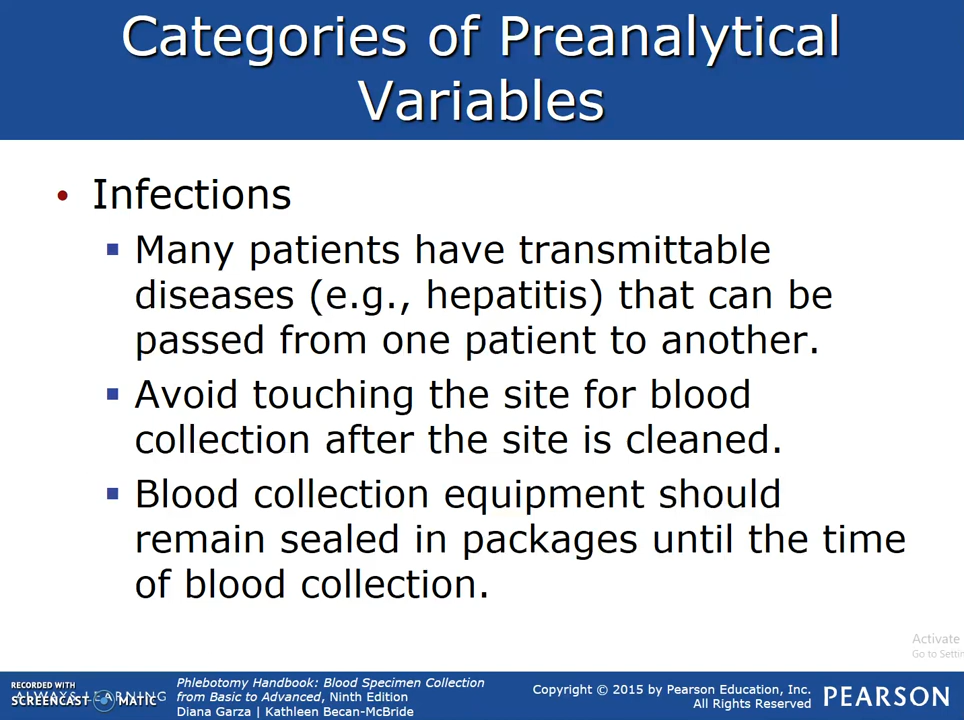 Categories of Preanalytical
Variables
• Infections
▪ Many patients have transmittable
diseases (e.g., hepatitis) that can be
passed from one patient to another.
▪ Avoid touching the site for blood
collection after the site is cleaned.
▪ Blood collection equipment should
remain sealed in packages until the time
of blood collection.
Activate
Go to Settin
RECORDED WITH
SCREENCAST MATIC
ALWAYS LEARNING
Phlebotomy Handbook: Blood Specimen Collection
from Basic to Advanced, Ninth Edition
Diana Garza | Kathleen Becan-McBride
Copyright © 2015 by Pearson Education, Inc.
All Rights Reserved
PEARSON